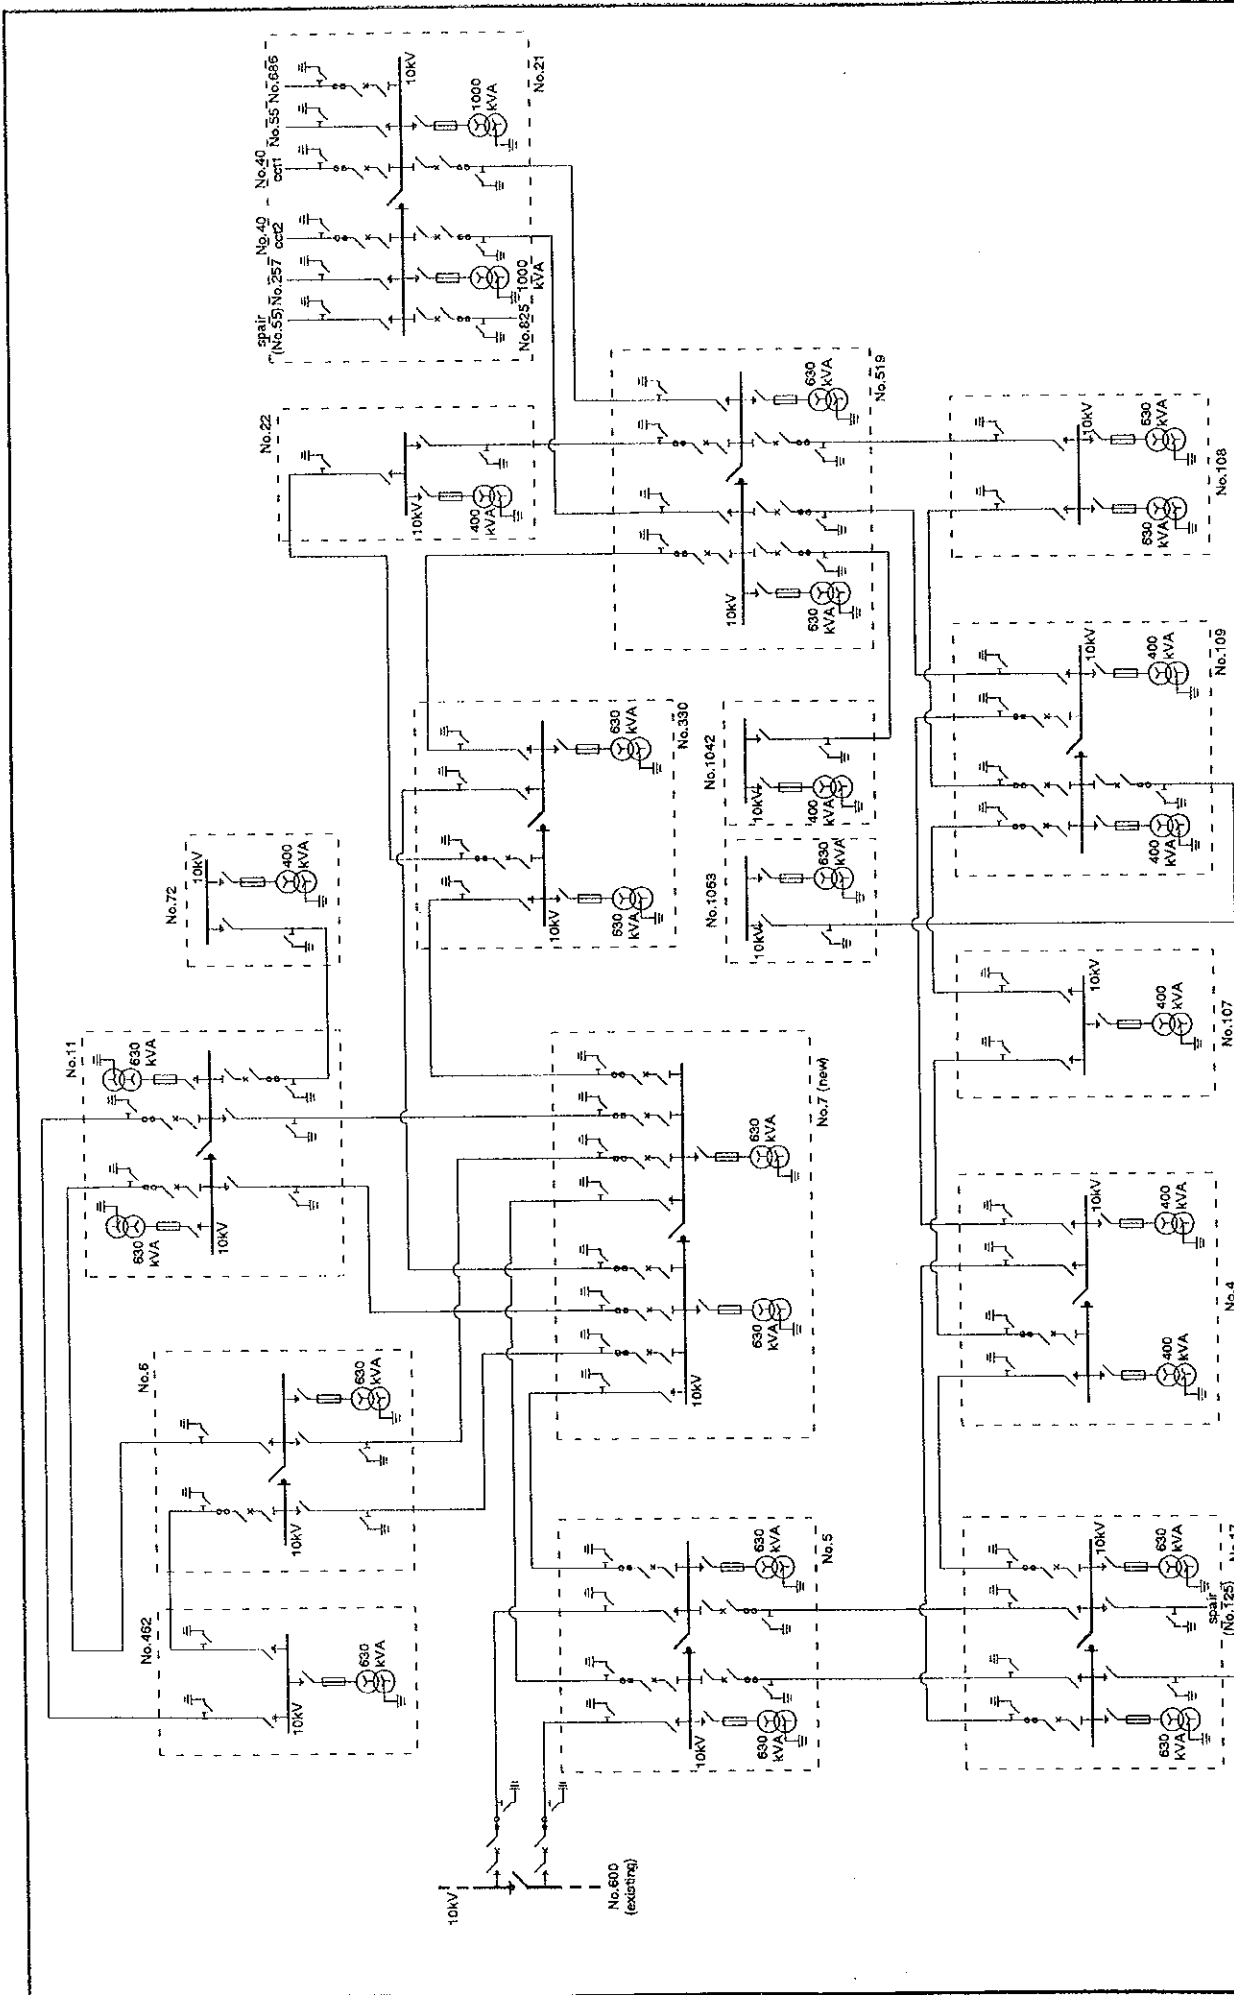 No.686
No.55
No.40
cct1
No.40
cct2
No.257
spair
(No.55)
10kV
1000
kVA
1000
kVA
No.825
No.21
No.22
10kV
400
kVA
630
kVA
10kV
630
kVA
No.519
10kV
630
kVA
630
kVA
No.108
630
kVA
10kV
630
kVA
No.330
No.1042
10kV
400
kVA
No.1053
10kV
630
kVA
10kV
400
kVA
400
kVA
No.109
No.72
10kV
400
kVA
No.11
630
kVA
630
kVA
10kV
10kV
400
kVA
No.107
630
kVA
630
kVA
10kV
No.7 (new)
10kV
400
kVA
400
kVA
No.4
No.6
630
kVA
10kV
No.462
630
kVA
10kV
630
kVA
10kV
630
kVA
No.5
10kV
630
kVA
spair
(No.125)
630
kVA
No.17
10kV
No.600
(existing)